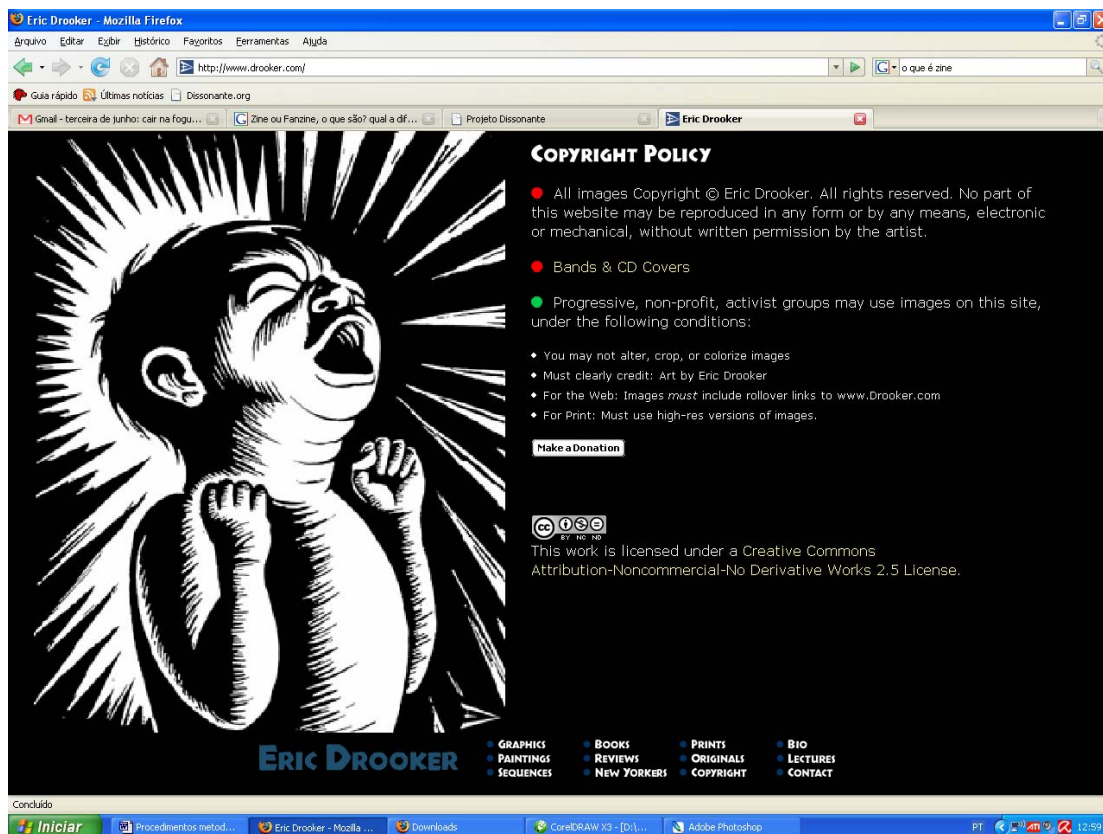 Eric Drooker - Mozilla Firefox
Arquivo Editar Exibir Histórico Favoritos Ferramentas Ajuda
http://www.drooker.com/ o que é zine
Guia rápido Últimas notícias Dissonante.org
Gmail - terceira de junho: cair na fogu... Zine ou Fanzine, o que são? qual a dif... Projeto Dissonante Eric Drooker
COPYRIGHT POLICY
All images Copyright © Eric Drooker. All rights reserved. No part of
this website may be reproduced in any form or by any means, electronic
or mechanical, without written permission by the artist.
Bands & CD Covers
Progressive, non-profit, activist groups may use images on this site,
under the following conditions:
You may not alter, crop, or colorize images
Must clearly credit: Art by Eric Drooker
For the Web: Images must include rollover links to www.Drooker.com
For Print: Must use high-res versions of images.
Make a Donation
cc
BY NC ND
This work is licensed under a Creative Commons
Attribution-Noncommercial-No Derivative Works 2.5 License.
ERIC DROOKER
GRAPHICS BOOKS PRINTS BIO
PAINTINGS REVIEWS ORIGINALS LECTURES
SEQUENCES NEW YORKERS COPYRIGHT CONTACT
Concluído
Iniciar Procedimentos metod... Eric Drooker - Mozilla ... Downloads CorelDRAW X3 - [D:\... Adobe Photoshop PT ATI 12:59